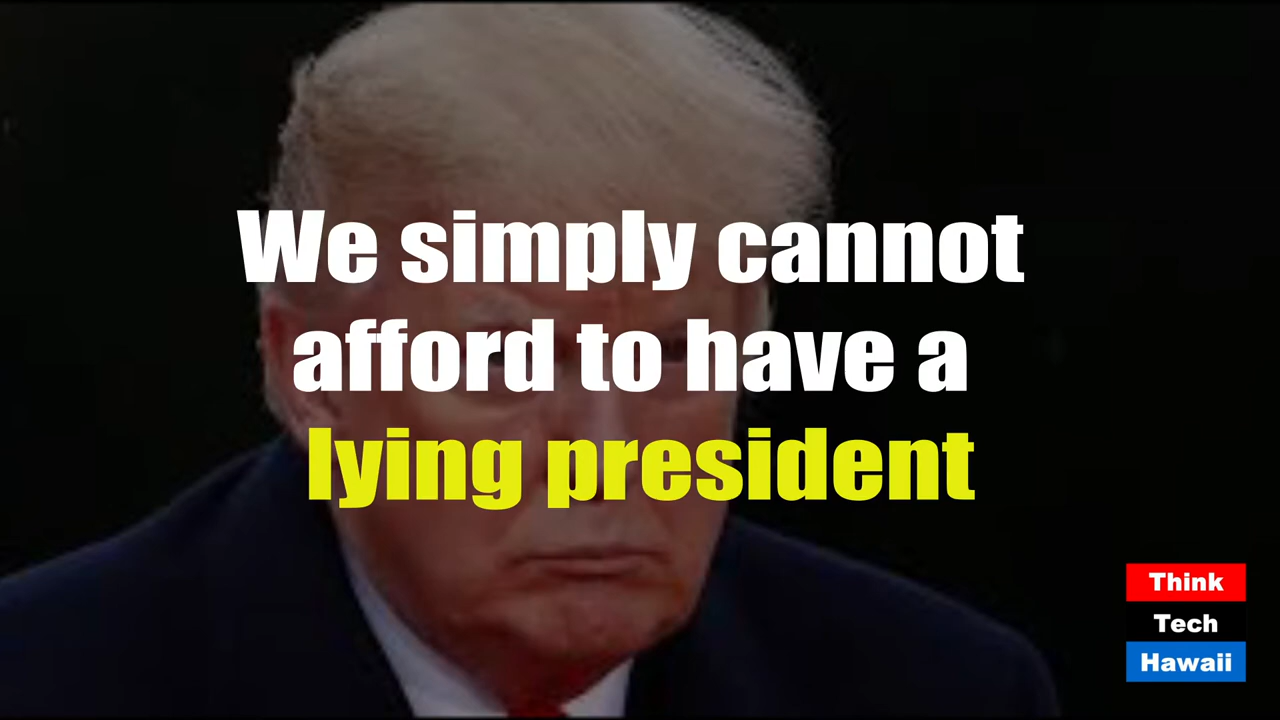 We simply cannot
afford to have a
lying president
Think
Tech
Hawaii